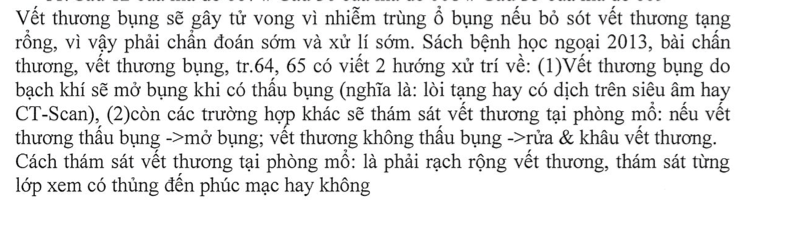 Vết thương bụng sẽ gây tử vong vì nhiễm trùng ổ bụng nếu bỏ sót vết thương tạng
rỗng, vì vậy phải chẩn đoán sớm và xử lí sớm. Sách bệnh học ngoại 2013, bài chấn
thương, vết thương bụng, tr.64, 65 có viết 2 hướng xử trí về: (1)Vết thương bụng do
bạch khí sẽ mở bụng khi có thấu bụng (nghĩa là: lòi tạng hay có dịch trên siêu âm hay
CT-Scan), (2)còn các trường hợp khác sẽ thám sát vết thương tại phòng mổ: nếu vết
thương thấu bụng ->mở bụng; vết thương không thấu bụng ->rửa & khâu vết thương.
Cách thám sát vết thương tại phòng mổ: là phải rạch rộng vết thương, thám sát từng
lớp xem có thủng đến phúc mạc hay không